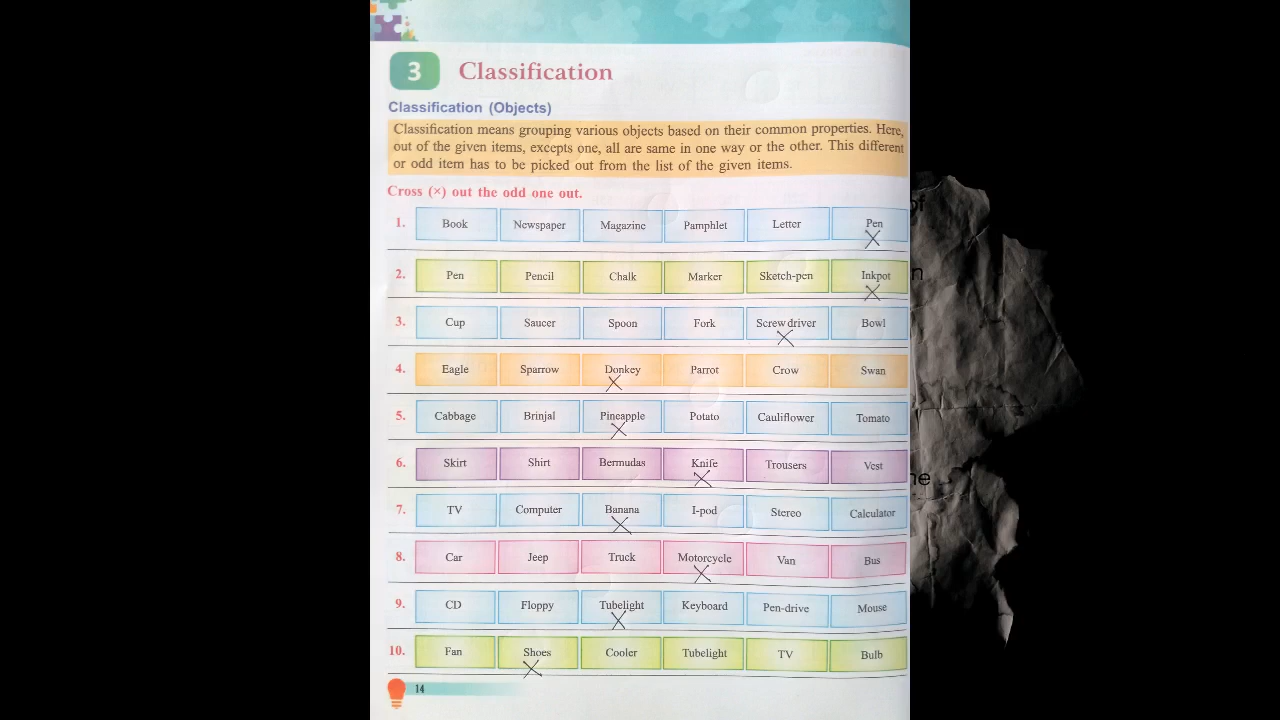 3 Classification
Classification (Objects)
Classification means grouping various objects based on their common properties. Here,
out of the given items, excepts one, all are same in one way or the other. This different
or odd item has to be picked out from the list of the given items.
Cross (×) out the odd one out.
1. Book Newspaper Magazine Pamphlet Letter Pen
2. Pen Pencil Chalk Marker Sketch-pen Inkpot
3. Cup Saucer Spoon Fork Screw driver Bowl
4. Eagle Sparrow Donkey Parrot Crow Swan
5. Cabbage Brinjal Pineapple Potato Cauliflower Tomato
6. Skirt Shirt Bermudas Knife Trousers Vest
7. TV Computer Banana I-pod Stereo Calculator
8. Car Jeep Truck Motorcycle Van Bus
9. CD Floppy Tubelight Keyboard Pen-drive Mouse
10. Fan Shoes Cooler Tubelight TV Bulb
14